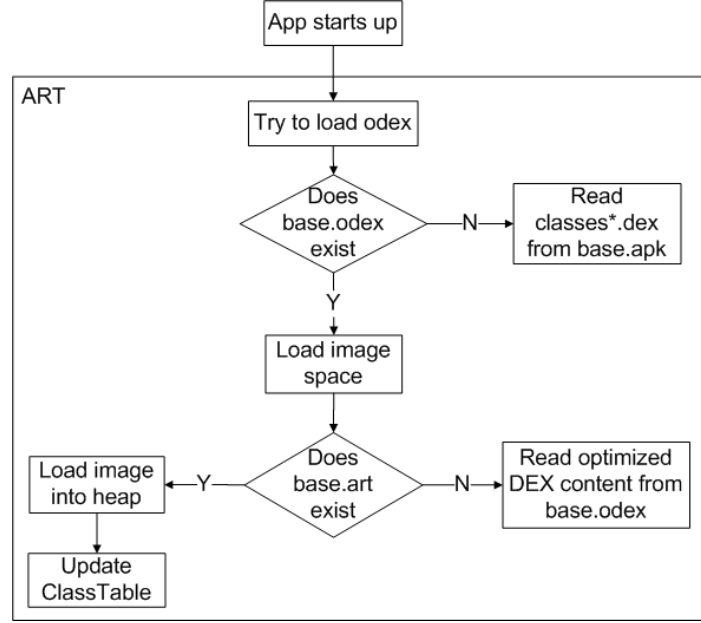 App starts up
ART
Try to load odex
Does
base.odex
exist
N
Read
classes*.dex
from base.apk
Y
Load image
space
Does
base.art
exist
Y
Load image
into heap
N
Read optimized
DEX content from
base.odex
Update
ClassTable